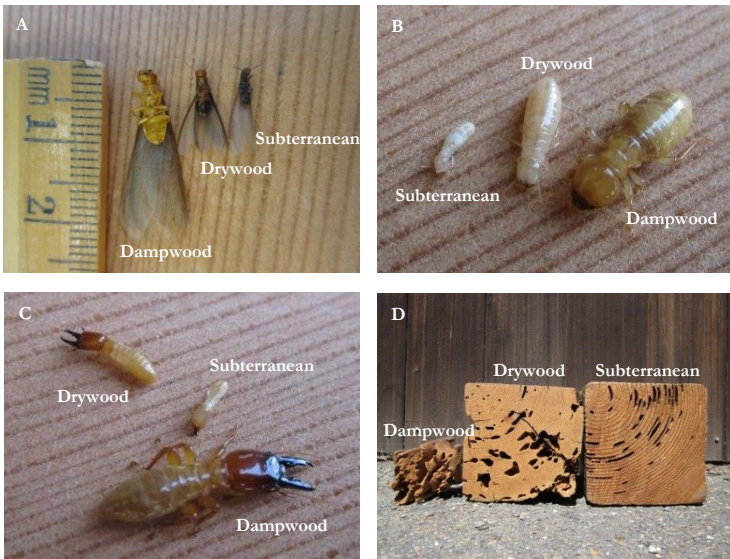 A
mm 1 2
Subterranean
Drywood
Dampwood
B
Drywood
Subterranean
Dampwood
C
Subterranean
Drywood
Dampwood
D
Drywood
Subterranean
Dampwood